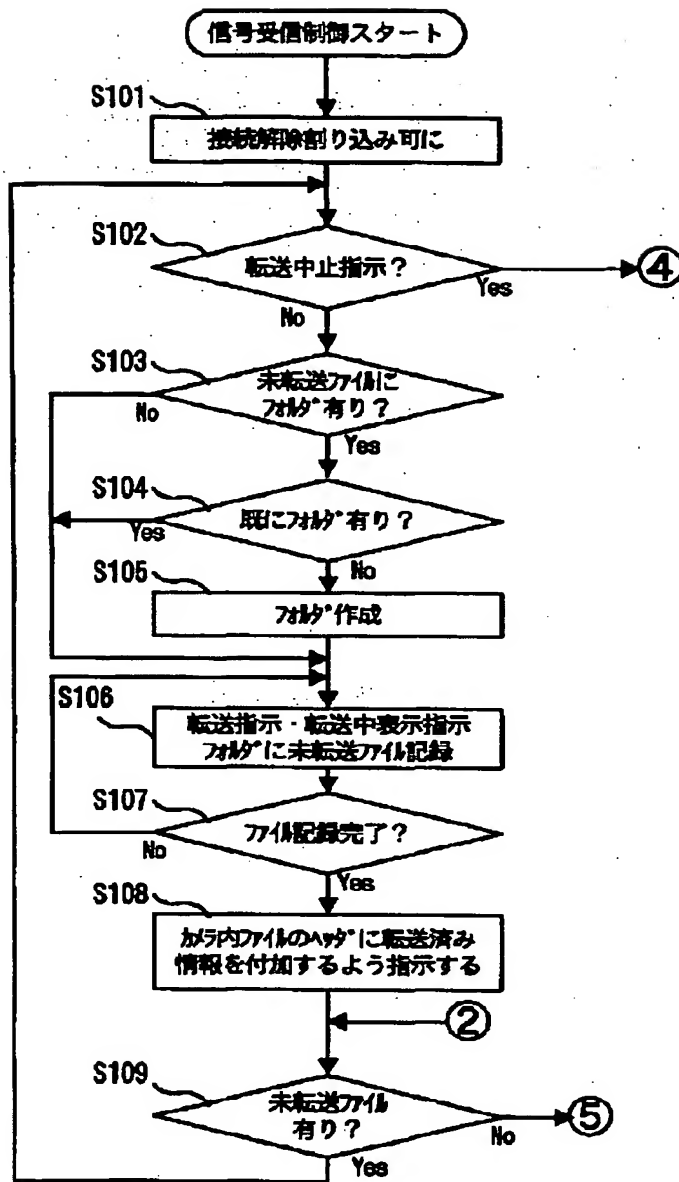 信号受信制御スタート
S101
接続解除割り込み可に
S102
転送中止指示？
Yes
④
No
S103
未転送ファイルに
フォルダ有り？
No
Yes
S104
既にフォルダ有り？
Yes
No
S105
フォルダ作成
S106
転送指示・転送中表示指示
フォルダに未転送ファイル記録
S107
ファイル記録完了？
No
Yes
S108
カメラ内ファイルのヘッダに転送済み
情報を付加するよう指示する
②
S109
未転送ファイル
有り？
No
⑤
Yes